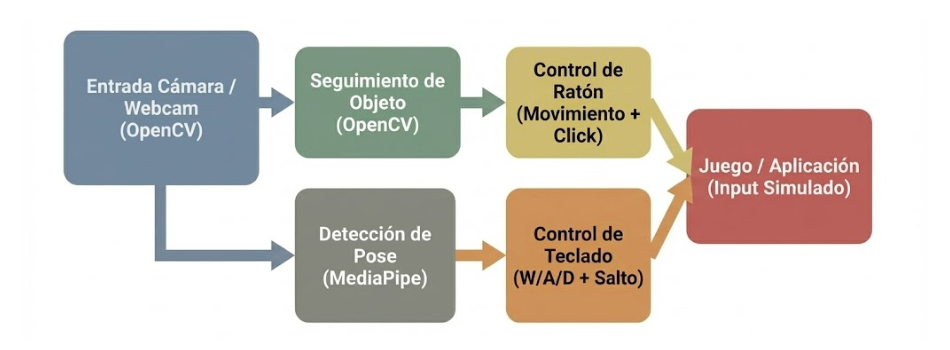 Entrada Cámara /
Webcam
(OpenCV)
Seguimiento de
Objeto
(OpenCV)
Control de
Ratón
(Movimiento +
Click)
Juego / Aplicación
(Input Simulado)
Detección de
Pose
(MediaPipe)
Control de
Teclado
(W/A/D + Salto)